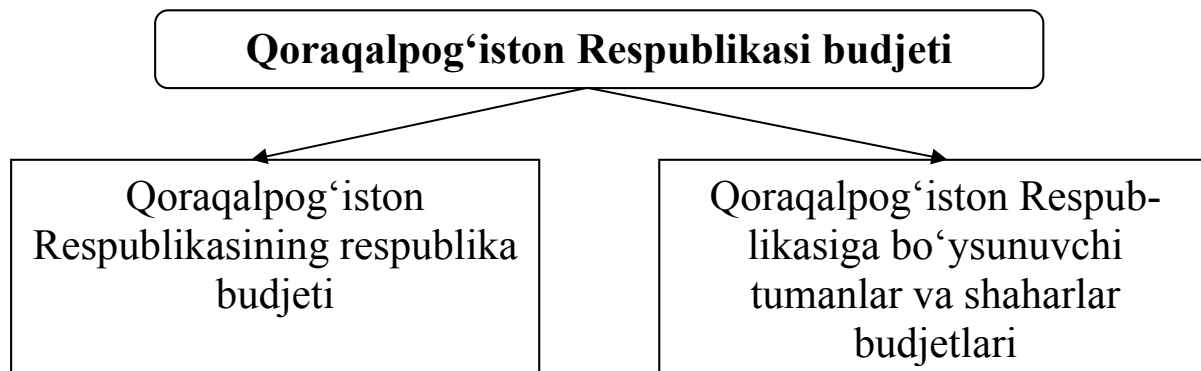 Qoraqalpog‘iston Respublikasi budjeti
Qoraqalpog‘iston
Respublikasining respublika
budjeti
Qoraqalpog‘iston Respub-
likasiga bo‘ysunuvchi
tumanlar va shaharlar
budjetlari